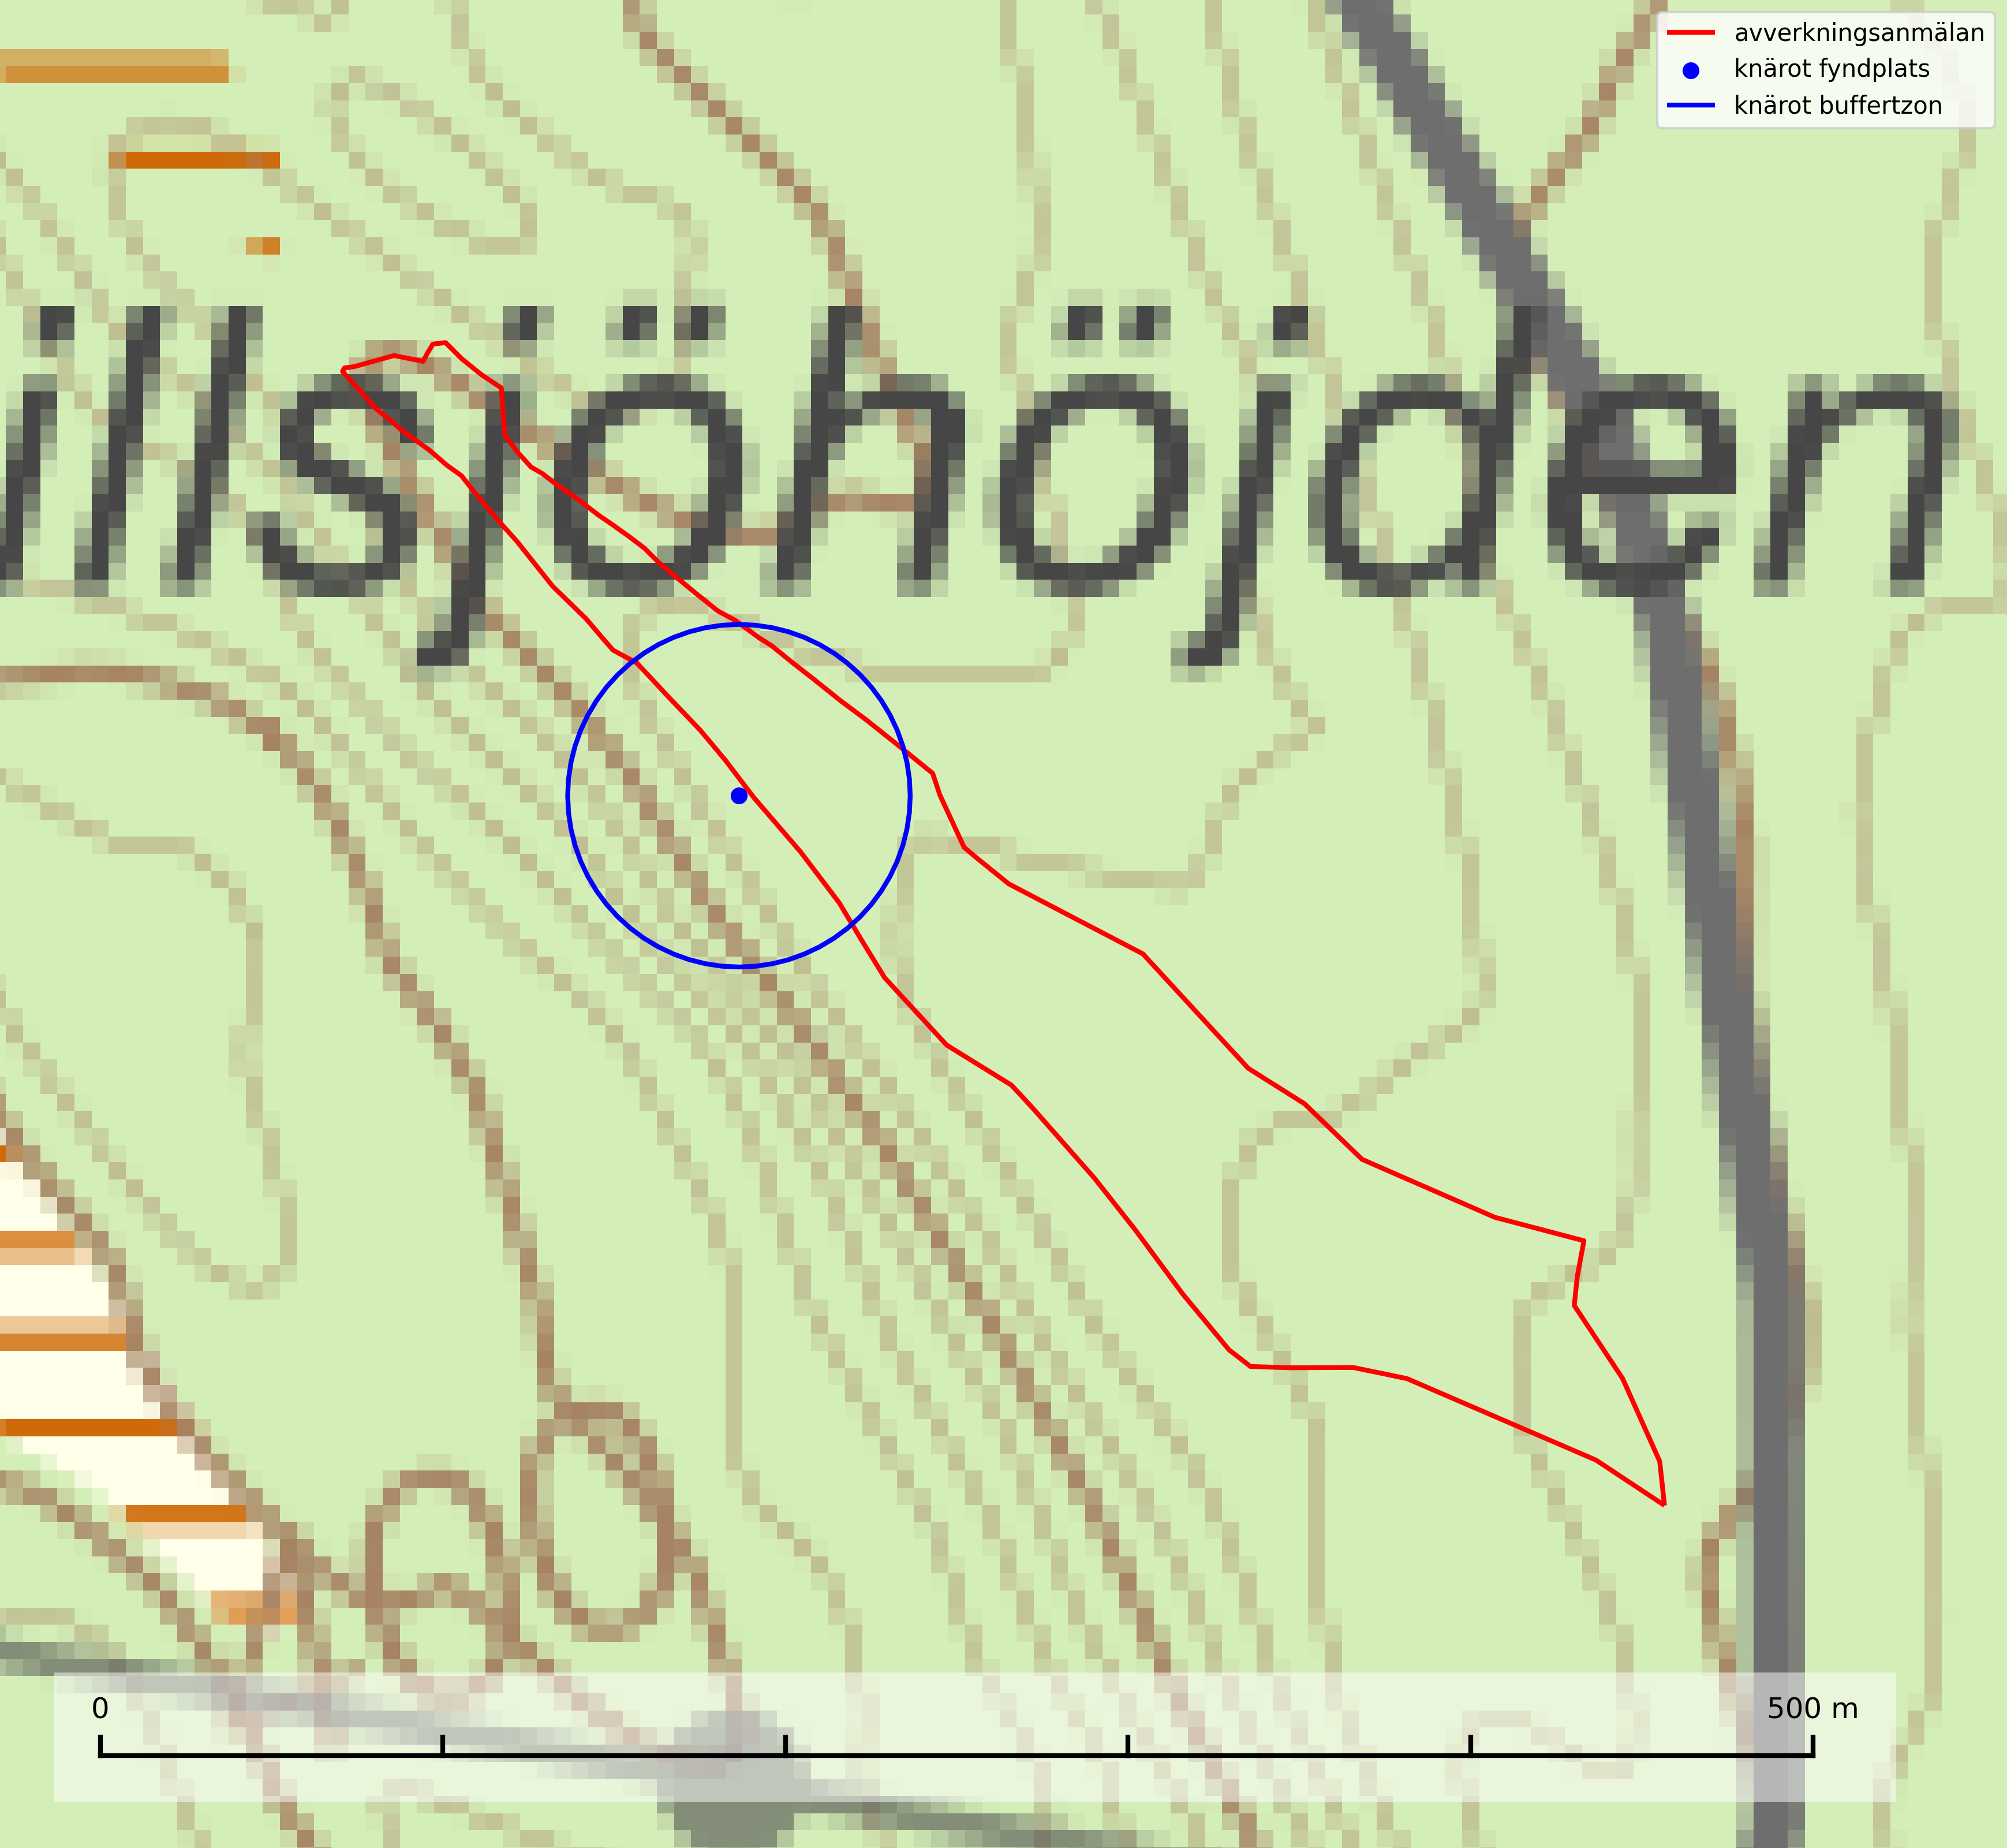 avverkningsanmälan
knärot fyndplats
knärot buffertzon
illsjöhöjden
0
500 m